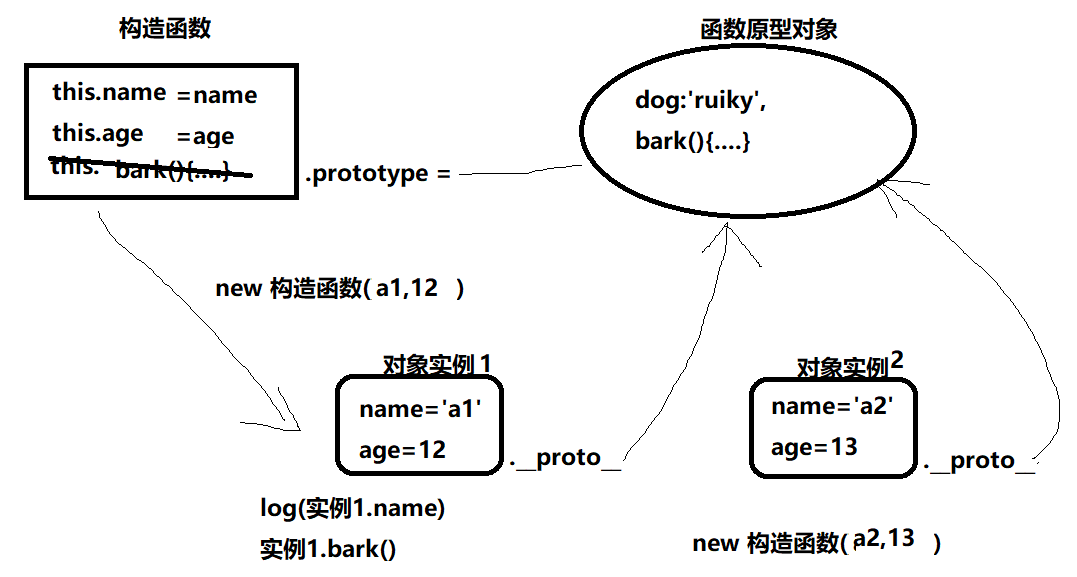 构造函数
函数原型对象
this.name =name
this.age =age
this. bark(){....}
.prototype =
dog:'ruiky',
bark(){....}
new 构造函数( a1,12 )
对象实例1
name='a1'
age=12
.__proto__
log(实例1.name)
实例1.bark()
对象实例2
name='a2'
age=13
.__proto__
new 构造函数( a2,13 )